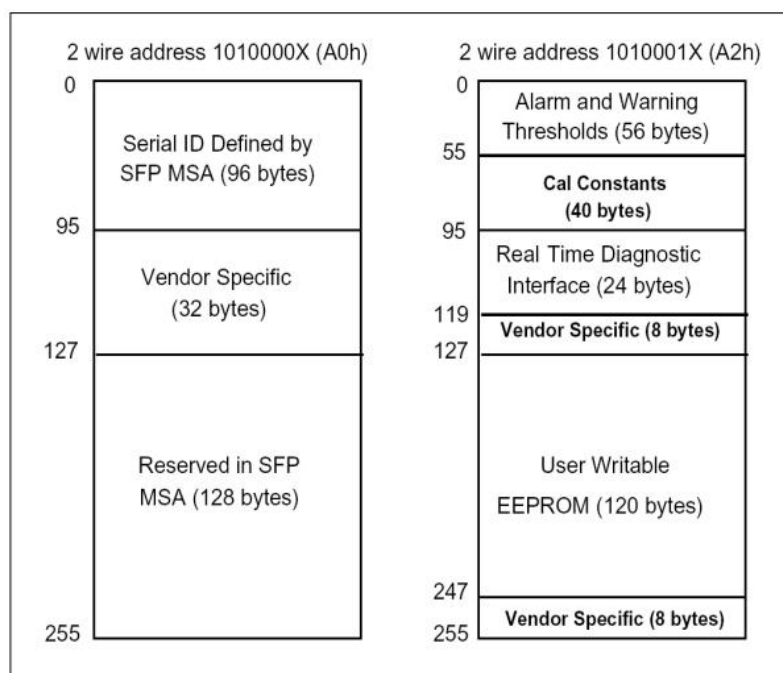 2 wire address 1010000X (A0h)
0
Serial ID Defined by
SFP MSA (96 bytes)
95
Vendor Specific
(32 bytes)
127
Reserved in SFP
MSA (128 bytes)
255
2 wire address 1010001X (A2h)
0
Alarm and Warning
Thresholds (56 bytes)
55
Cal Constants
(40 bytes)
95
Real Time Diagnostic
Interface (24 bytes)
119
Vendor Specific (8 bytes)
127
User Writable
EEPROM (120 bytes)
247
Vendor Specific (8 bytes)
255